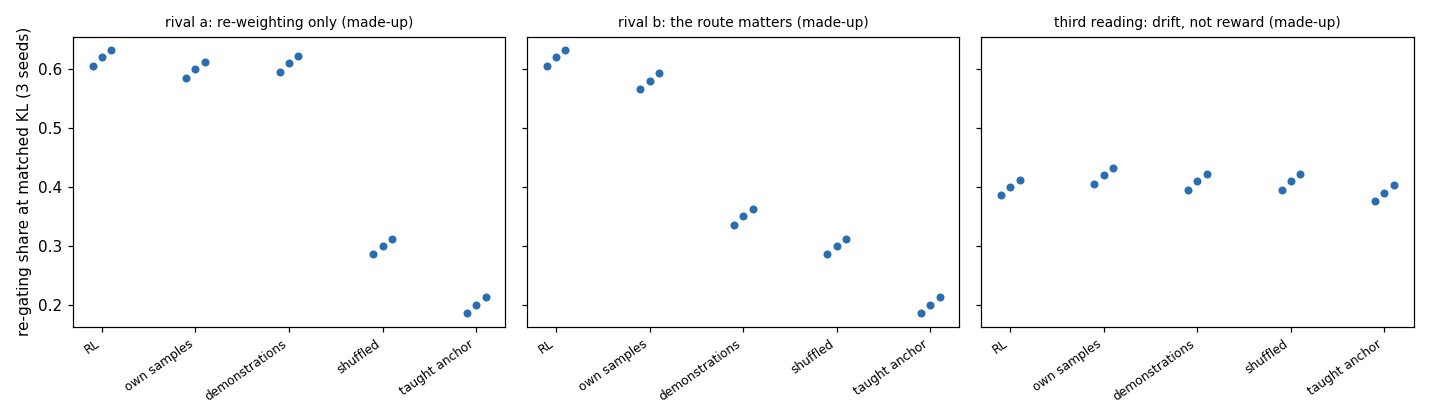 rival a: re-weighting only (made-up)
rival b: the route matters (made-up)
third reading: drift, not reward (made-up)
re-gating share at matched KL (3 seeds)
0.6
0.5
0.4
0.3
0.2
RL
own samples
demonstrations
shuffled
taught anchor
RL
own samples
demonstrations
shuffled
taught anchor
RL
own samples
demonstrations
shuffled
taught anchor